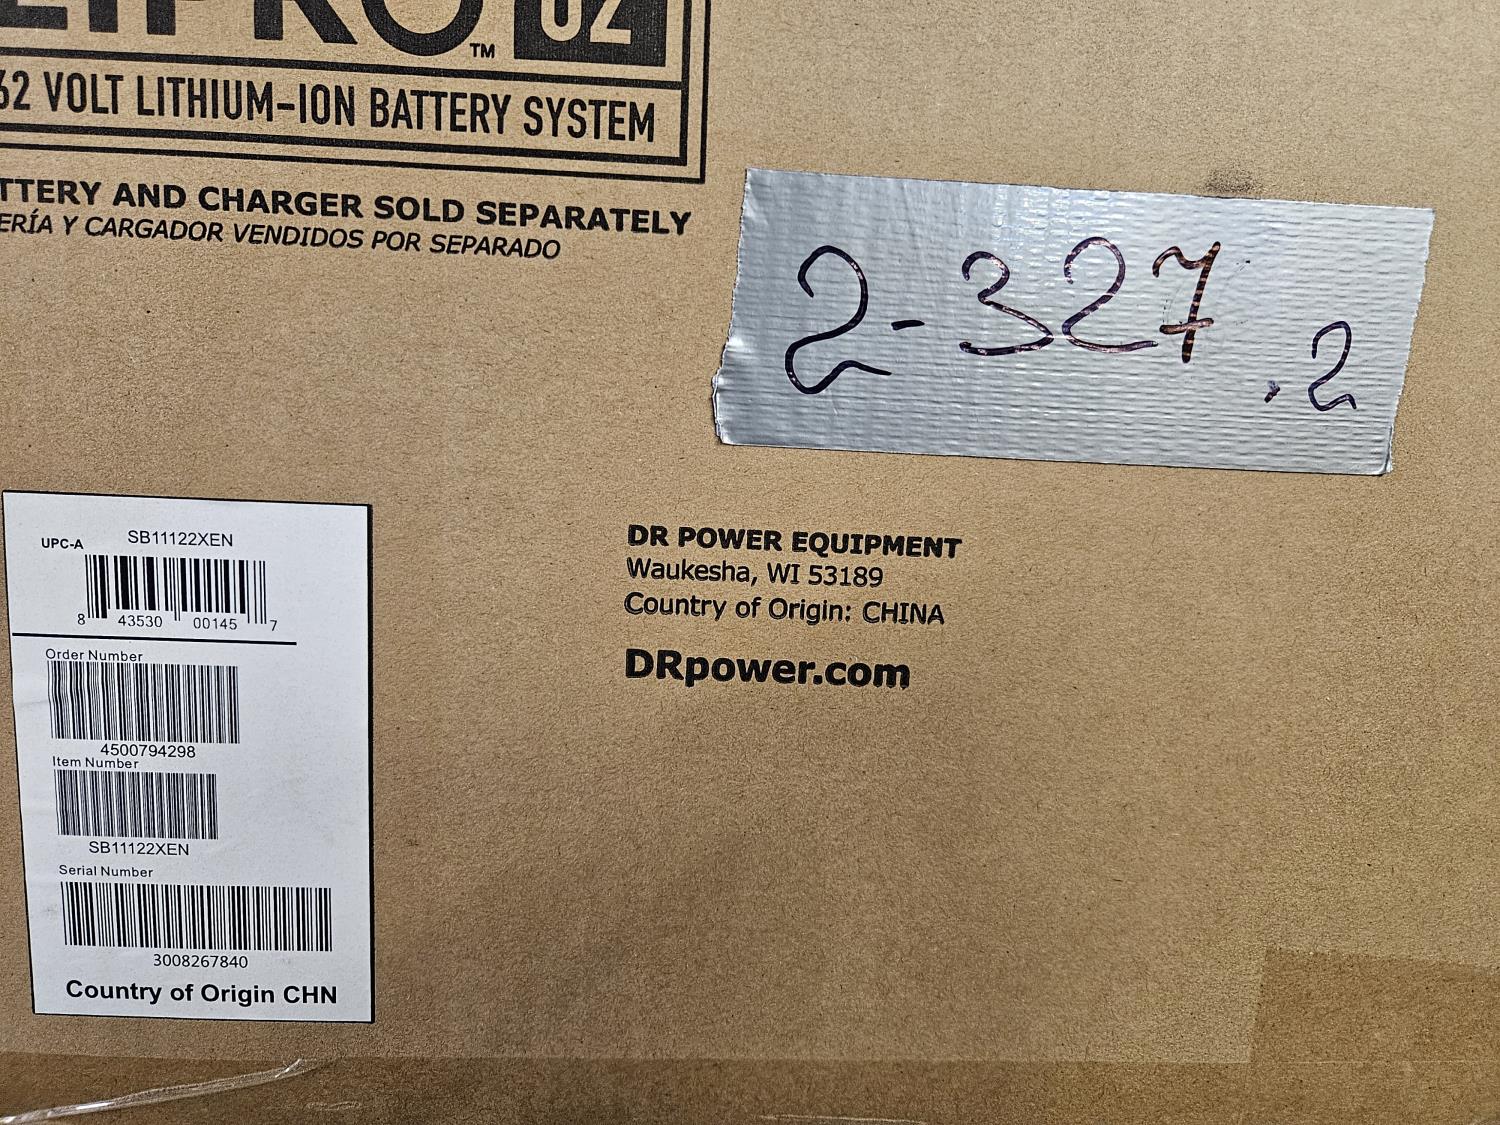 62
62 VOLT LITHIUM-ION BATTERY SYSTEM
AND CHARGER SOLD SEPARATELY
Y CARGADOR VENDIDOS POR SEPARADO
2-327.2
UPC-A SB11122XEN
8 43530 00145 7
Order Number
4500794298
Item Number
SB11122XEN
Serial Number
3008267840
Country of Origin CHN
DR POWER EQUIPMENT
Waukesha, WI 53189
Country of Origin: CHINA
DRpower.com